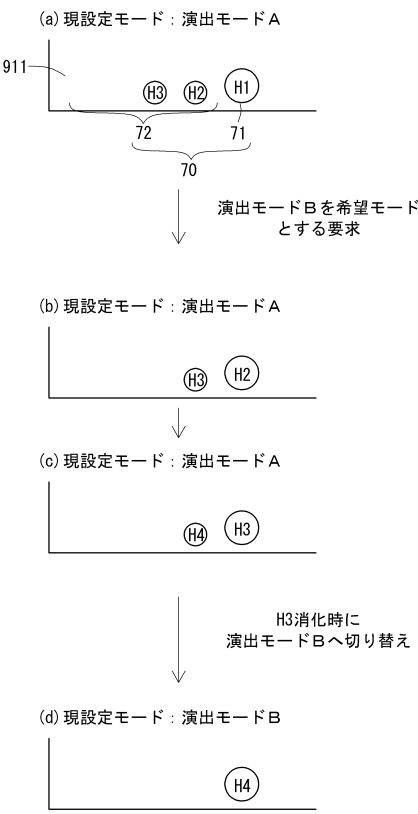 (a) 現設定モード：演出モードA
911
H3 H2 H1
72 71
70
演出モードBを希望モード
とする要求
(b) 現設定モード：演出モードA
H3 H2
(c) 現設定モード：演出モードA
H4 H3
H3消化時に
演出モードBへ切り替え
(d) 現設定モード：演出モードB
H4